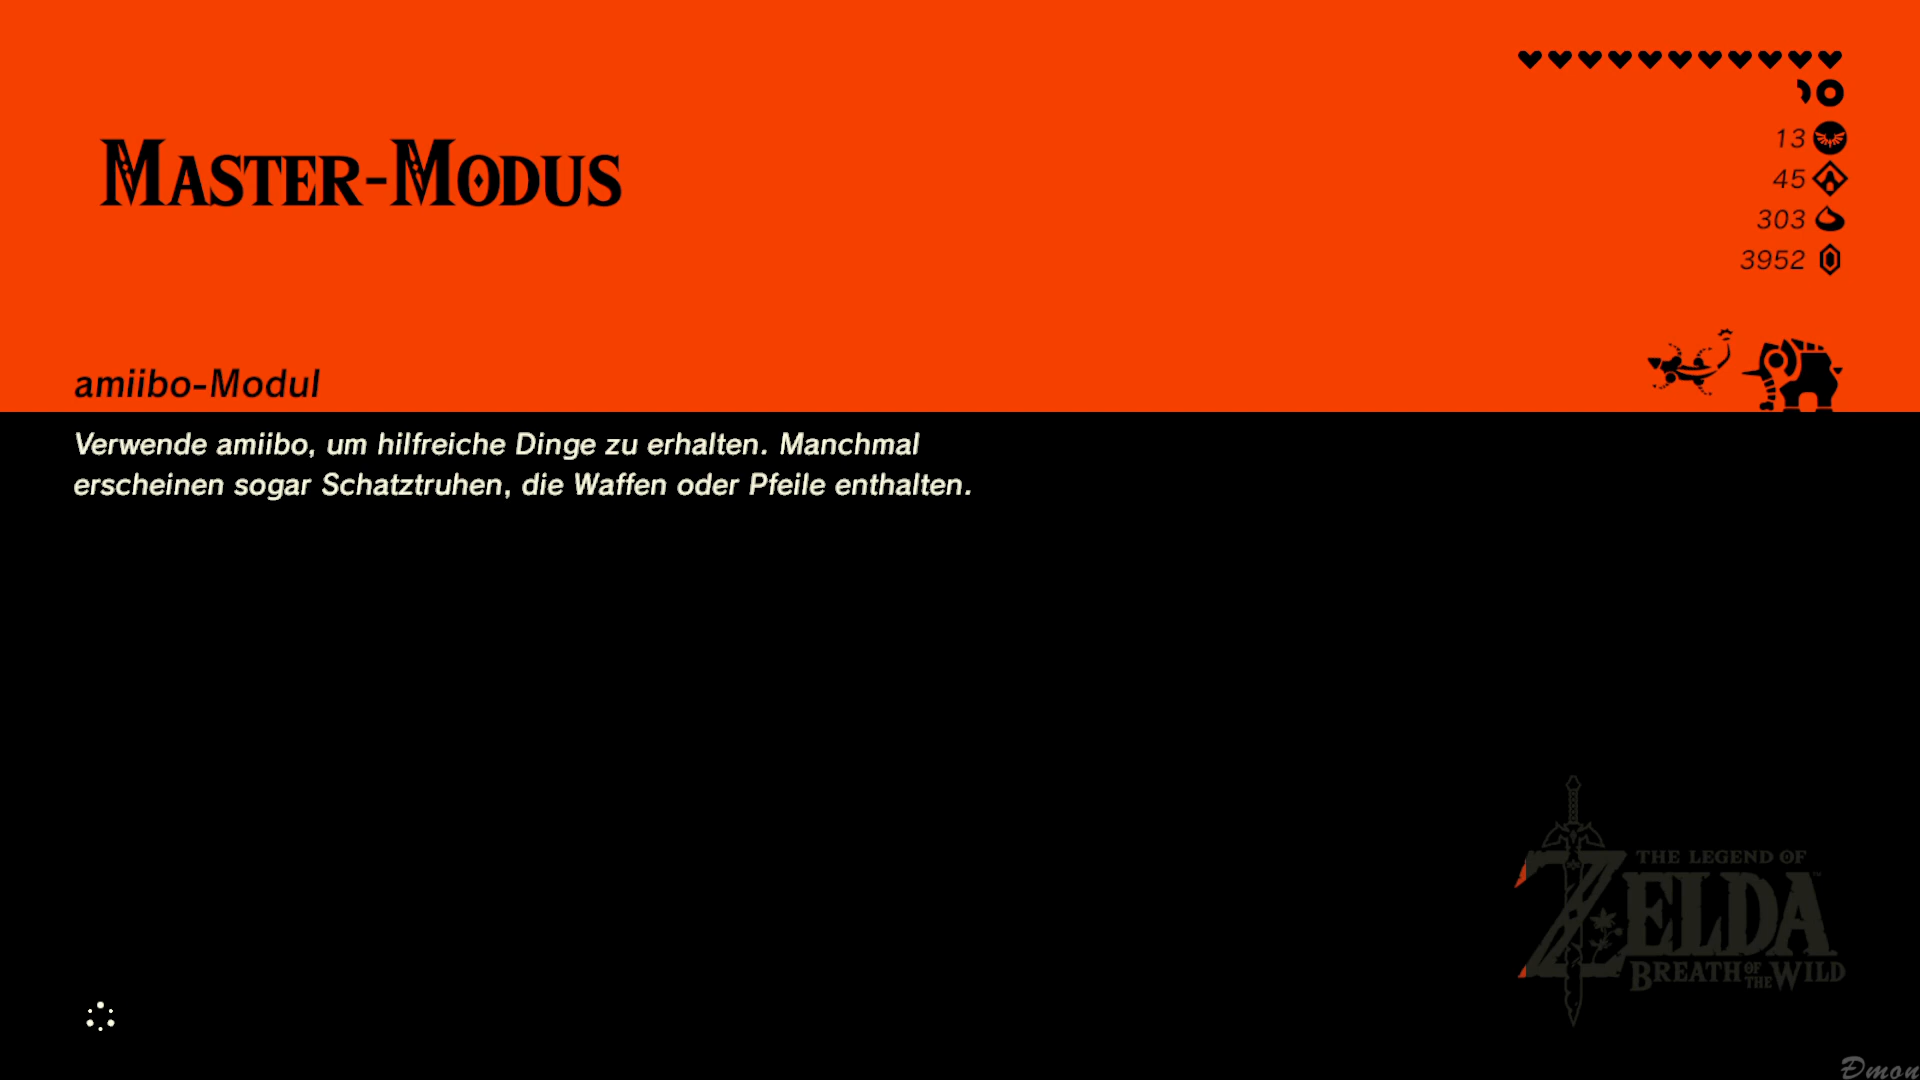 Master-Modus
13
45
303
3952
amiibo-Modul
Verwende amiibo, um hilfreiche Dinge zu erhalten. Manchmal
erscheinen sogar Schatztruhen, die Waffen oder Pfeile enthalten.
THE LEGEND OF
ZELDA
BREATH OF THE WILD
Đmon